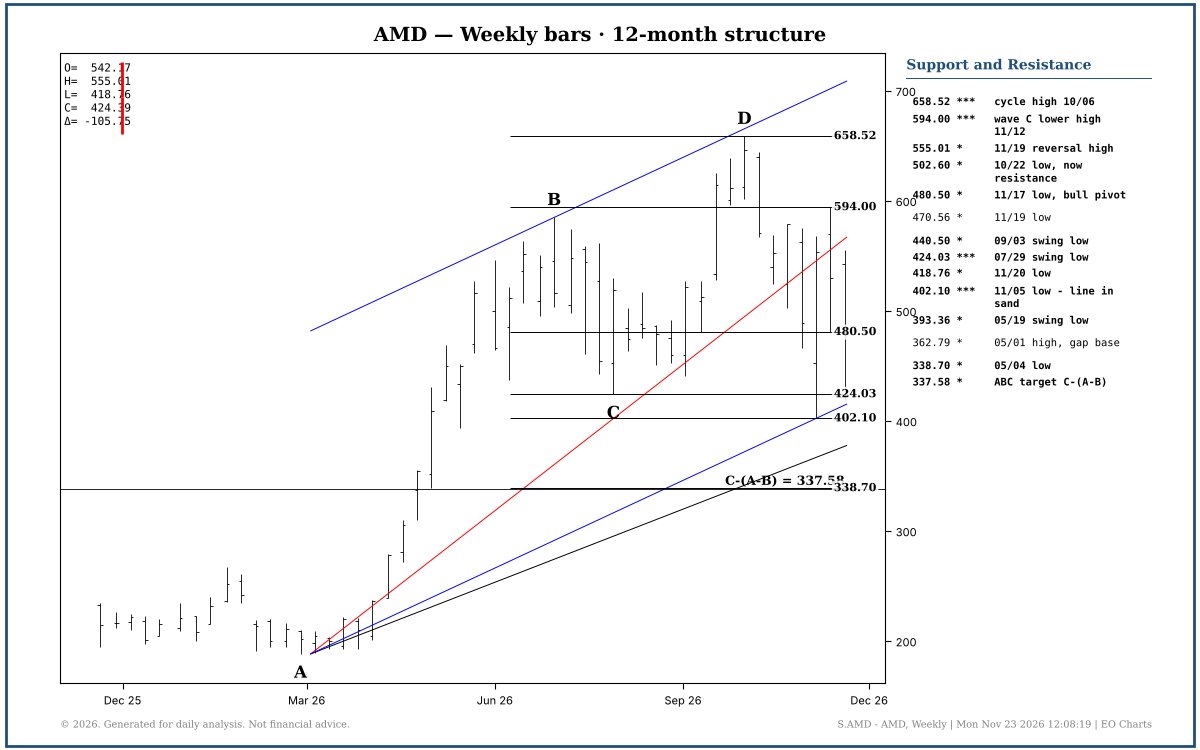 AMD — Weekly bars · 12-month structure
O= 542.17
H= 555.01
L= 418.76
C= 424.39
Δ= -105.75
D
B
C
A
658.52
594.00
480.50
424.03
402.10
C-(A-B) = 337.58
338.70
700
600
500
400
300
200
Dec 25
Mar 26
Jun 26
Sep 26
Dec 26
Support and Resistance
658.52 *** cycle high 10/06
594.00 *** wave C lower high
11/12
555.01 * 11/19 reversal high
502.60 * 10/22 low, now
resistance
480.50 * 11/17 low, bull pivot
470.56 * 11/19 low
440.50 * 09/03 swing low
424.03 *** 07/29 swing low
418.76 * 11/20 low
402.10 *** 11/05 low - line in
sand
393.36 * 05/19 swing low
362.79 * 05/01 high, gap base
338.70 * 05/04 low
337.58 * ABC target C-(A-B)
© 2026. Generated for daily analysis. Not financial advice.
S.AMD - AMD, Weekly | Mon Nov 23 2026 12:08:19 | EO Charts